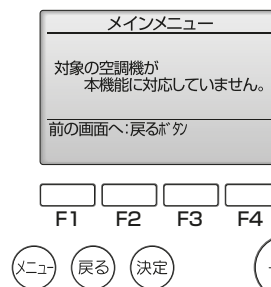 メインメニュー
対象の空調機が
本機能に対応していません。
前の画面へ:戻るボタン
F1 F2 F3 F4
メニュー 戻る 決定